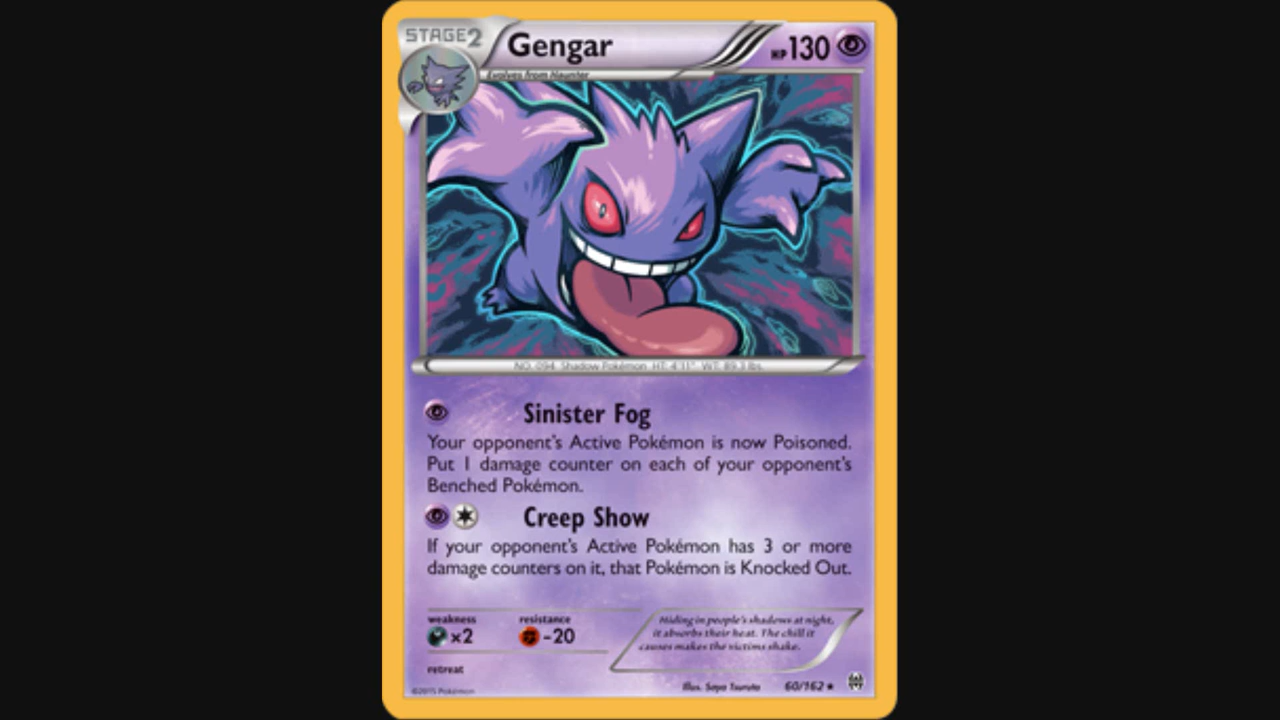 STAGE2
Gengar
HP130
Evolves from Haunter
NO. 094 Shadow Pokémon HT: 4'11" WT: 89.3 lbs.
Sinister Fog
Your opponent's Active Pokémon is now Poisoned.
Put 1 damage counter on each of your opponent's
Benched Pokémon.
Creep Show
If your opponent's Active Pokémon has 3 or more
damage counters on it, that Pokémon is Knocked Out.
weakness
×2
resistance
-20
Hiding in people's shadows at night,
it absorbs their heat. The chill it
causes makes the victims shake.
retreat
Illus. Saya Tsuruta
60/162
©2015 Pokémon